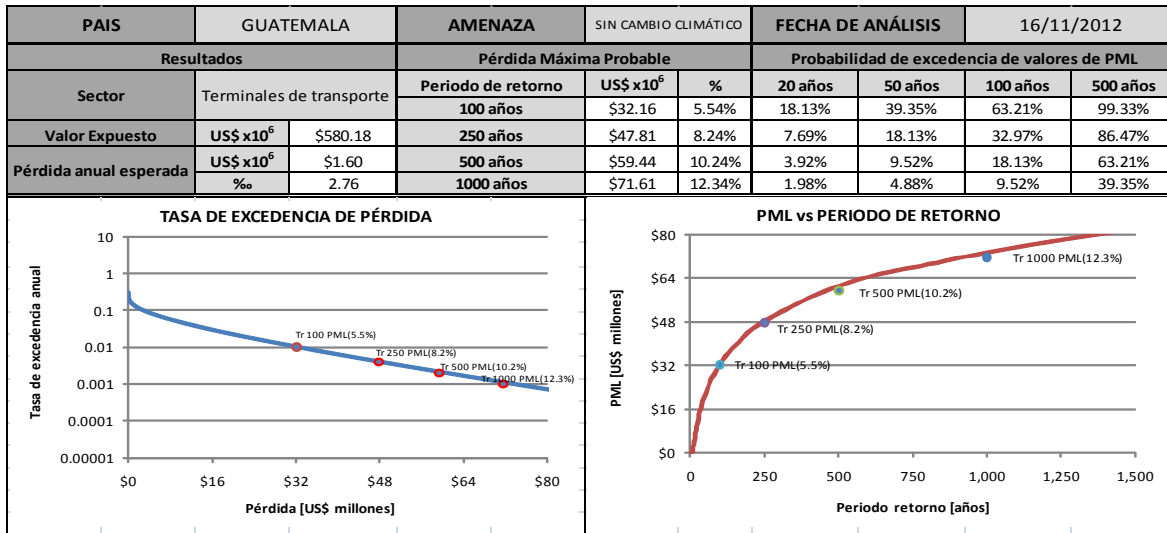 PAIS GUATEMALA AMENAZA SIN CAMBIO CLIMÁTICO FECHA DE ANÁLISIS 16/11/2012
Resultados Pérdida Máxima Probable Probabilidad de excedencia de valores de PML
Sector Terminales de transporte Periodo de retorno US$ x10⁶ % 20 años 50 años 100 años 500 años
100 años $32.16 5.54% 18.13% 39.35% 63.21% 99.33%
Valor Expuesto US$ x10⁶ $580.18 250 años $47.81 8.24% 7.69% 18.13% 32.97% 86.47%
Pérdida anual esperada US$ x10⁶ $1.60 500 años $59.44 10.24% 3.92% 9.52% 18.13% 63.21%
‰ 2.76 1000 años $71.61 12.34% 1.98% 4.88% 9.52% 39.35%
TASA DE EXCEDENCIA DE PÉRDIDA
Tasa de excedencia anual
10
1
0.1
0.01
0.001
0.0001
0.00001
Tr 100 PML(5.5%)
Tr 250 PML(8.2%)
Tr 500 PML(10.2%)
Tr 1000 PML(12.3%)
$0 $16 $32 $48 $64 $80
Pérdida [US$ millones]
PML vs PERIODO DE RETORNO
PML [US$ millones]
$80
$64
$48
$32
$16
$0
Tr 1000 PML(12.3%)
Tr 500 PML(10.2%)
Tr 250 PML(8.2%)
Tr 100 PML(5.5%)
0 250 500 750 1,000 1,250 1,500
Periodo retorno [años]